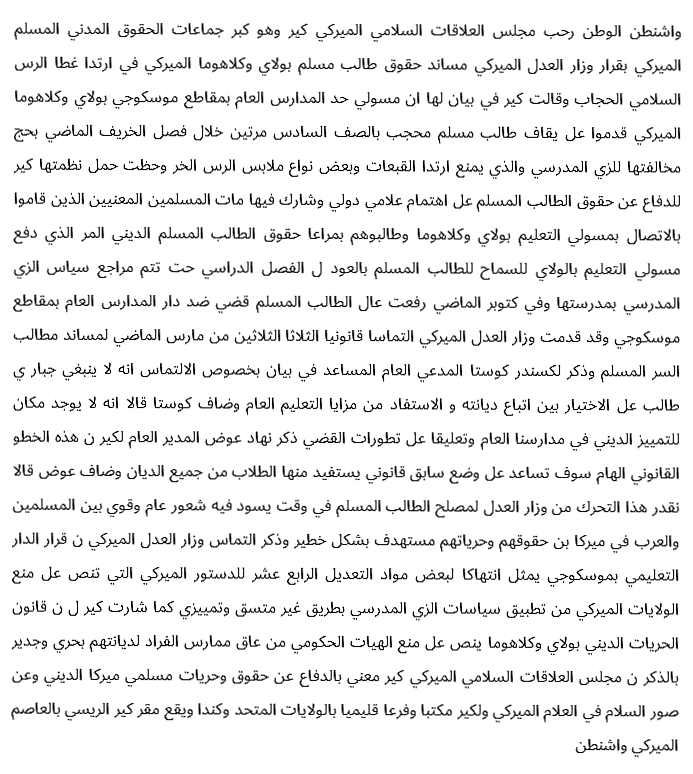 واشنطن الوطن رحب مجلس العلاقات السلامي الميركي كير وهو كبر جماعات الحقوق المدني المسلم
الميركي بقرار وزار العدل الميركي مساند حقوق طالب مسلم بولاي وكلاهوما الميركي في ارتدا غطا الرس
السلامي الحجاب وقالت كير في بيان لها ان مسولي حد المدارس العام بمقاطع موسكوجي بولاي وكلاهوما
الميركي قدموا عل يقاف طالب مسلم محجب بالصف السادس مرتين خلال فصل الخريف الماضي بحج
مخالفتها للزي المدرسي والذي يمنع ارتدا القبعات وبعض نواع ملابس الرس الخر وحظت حمل نظمتها كير
للدفاع عن حقوق الطالب المسلم عل اهتمام علامي دولي وشارك فيها مات المسلمين المعنيين الذين قاموا
بالاتصال بمسولي التعليم بولاي وكلاهوما وطالبوهم بمراعا حقوق الطالب المسلم الديني المر الذي دفع
مسولي التعليم بالولاي للسماح للطالب المسلم بالعود ل الفصل الدراسي حت تتم مراجع سياس الزي
المدرسي بمدرستها وفي كتوبر الماضي رفعت عال الطالب المسلم قضي ضد دار المدارس العام بمقاطع
موسكوجي وقد قدمت وزار العدل الميركي التماسا قانونيا الثلاثا الثلاثين من مارس الماضي لمساند مطالب
السر المسلم وذكر لكسندر كوستا المدعي العام المساعد في بيان بخصوص الالتماس انه لا ينبغي جبار ي
طالب عل الاختيار بين اتباع ديانته و الاستفاد من مزايا التعليم العام وضاف كوستا قالا انه لا يوجد مكان
للتمييز الديني في مدارسنا العام وتعليقا عل تطورات القضي ذكر نهاد عوض المدير العام لكير ن هذه الخطو
القانوني الهام سوف تساعد عل وضع سابق قانوني يستفيد منها الطلاب من جميع الديان وضاف عوض قالا
نقدر هذا التحرك من وزار العدل لمصلح الطالب المسلم في وقت يسود فيه شعور عام وقوي بين المسلمين
والعرب في ميركا بن حقوقهم وحرياتهم مستهدف بشكل خطير وذكر التماس وزار العدل الميركي ن قرار الدار
التعليمي بموسكوجي يمثل انتهاكا لبعض مواد التعديل الرابع عشر للدستور الميركي التي تنص عل منع
الولايات الميركي من تطبيق سياسات الزي المدرسي بطريق غير متسق وتمييزي كما شارت كير ل ن قانون
الحريات الديني بولاي وكلاهوما ينص عل منع الهيات الحكومي من عاق ممارس الفراد لديانتهم بحري وجدير
بالذكر ن مجلس العلاقات السلامي الميركي كير معني بالدفاع عن حقوق وحريات مسلمي ميركا الديني وعن
صور السلام في العلام الميركي ولكير مكتبا وفرعا قليميا بالولايات المتحد وكندا ويقع مقر كير الريسي بالعاصم
الميركي واشنطن